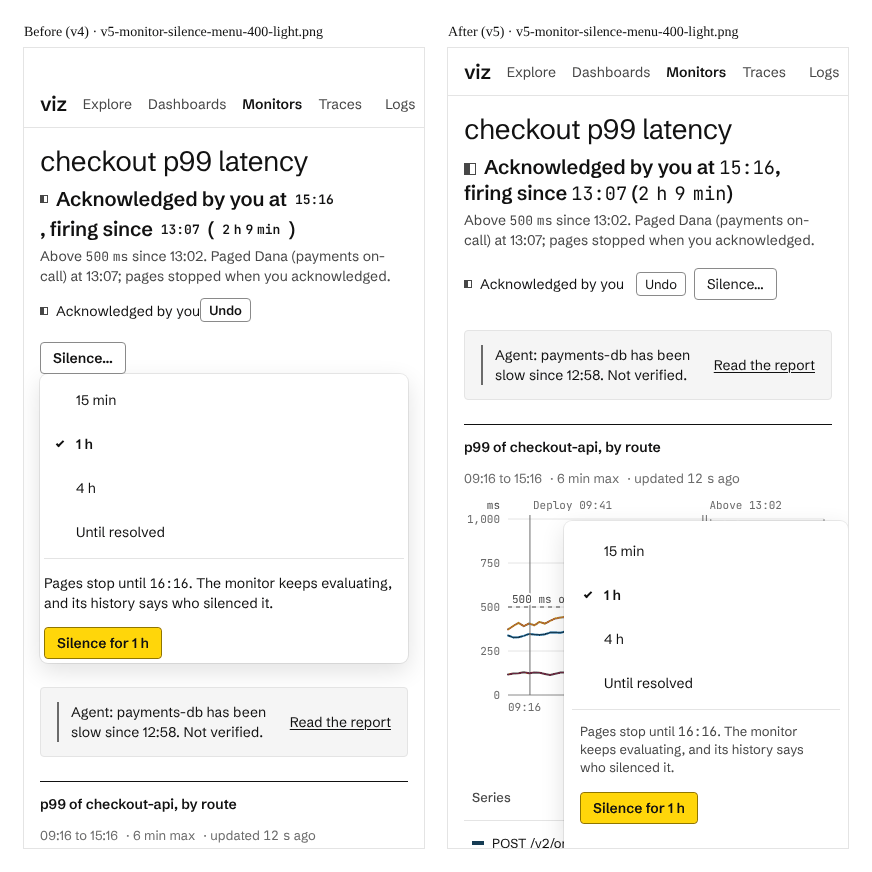 Before (v4) · v5-monitor-silence-menu-400-light.png
viz Explore Dashboards Monitors Traces Logs
checkout p99 latency
Acknowledged by you at 15:16
, firing since 13:07 ( 2 h 9 min )
Above 500 ms since 13:02. Paged Dana (payments on-
call) at 13:07; pages stopped when you acknowledged.
Acknowledged by you Undo
Silence...
15 min
1 h
4 h
Until resolved
Pages stop until 16:16. The monitor keeps evaluating,
and its history says who silenced it.
Silence for 1 h
Agent: payments-db has been
slow since 12:58. Not verified.
Read the report
p99 of checkout-api, by route
09:16 to 15:16 · 6 min max · updated 12 s ago
After (v5) · v5-monitor-silence-menu-400-light.png
viz Explore Dashboards Monitors Traces Logs
checkout p99 latency
Acknowledged by you at 15:16,
firing since 13:07 (2 h 9 min)
Above 500 ms since 13:02. Paged Dana (payments on-
call) at 13:07; pages stopped when you acknowledged.
Acknowledged by you Undo Silence...
Agent: payments-db has been
slow since 12:58. Not verified.
Read the report
p99 of checkout-api, by route
09:16 to 15:16 · 6 min max · updated 12 s ago
ms Deploy 09:41 Above 13:02
1,000
750
500 ms
500
250
0
09:16
15 min
1 h
4 h
Until resolved
Pages stop until 16:16. The monitor
keeps evaluating, and its history says
who silenced it.
Silence for 1 h
Series
POST /v2/o